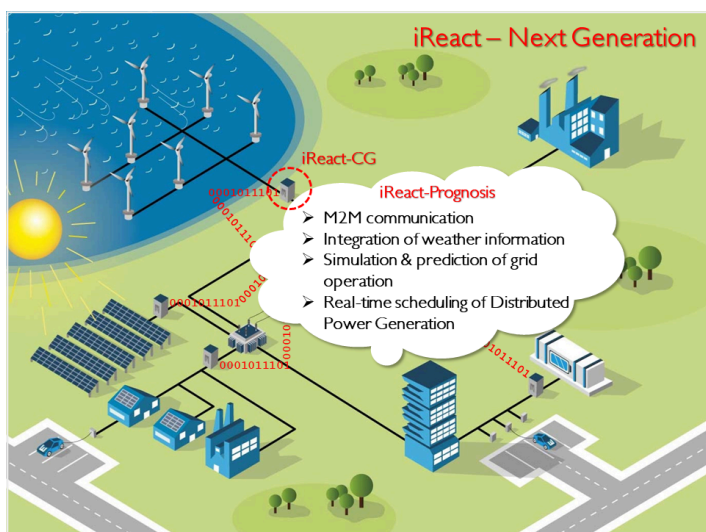 iReact – Next Generation
iReact-CG
0001011101
iReact-Prognosis
➢ M2M communication
➢ Integration of weather information
➢ Simulation & prediction of grid
operation
➢ Real-time scheduling of Distributed
Power Generation
0001011101
0001011101